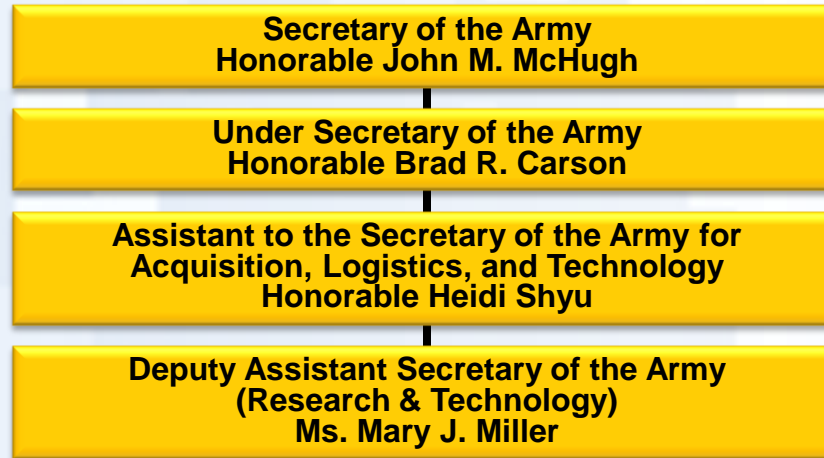 Secretary of the Army
Honorable John M. McHugh
Under Secretary of the Army
Honorable Brad R. Carson
Assistant to the Secretary of the Army for
Acquisition, Logistics, and Technology
Honorable Heidi Shyu
Deputy Assistant Secretary of the Army
(Research & Technology)
Ms. Mary J. Miller